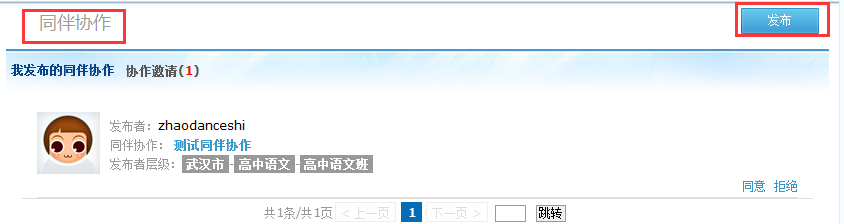 同伴协作 发布
我发布的同伴协作 协作邀请(1)
发布者：zhaodanceshi
同伴协作： 测试同伴协作
发布者层级：武汉市-高中语文-高中语文班
同意 拒绝
共1条/共1页 <上一页 1 下一页> 跳转